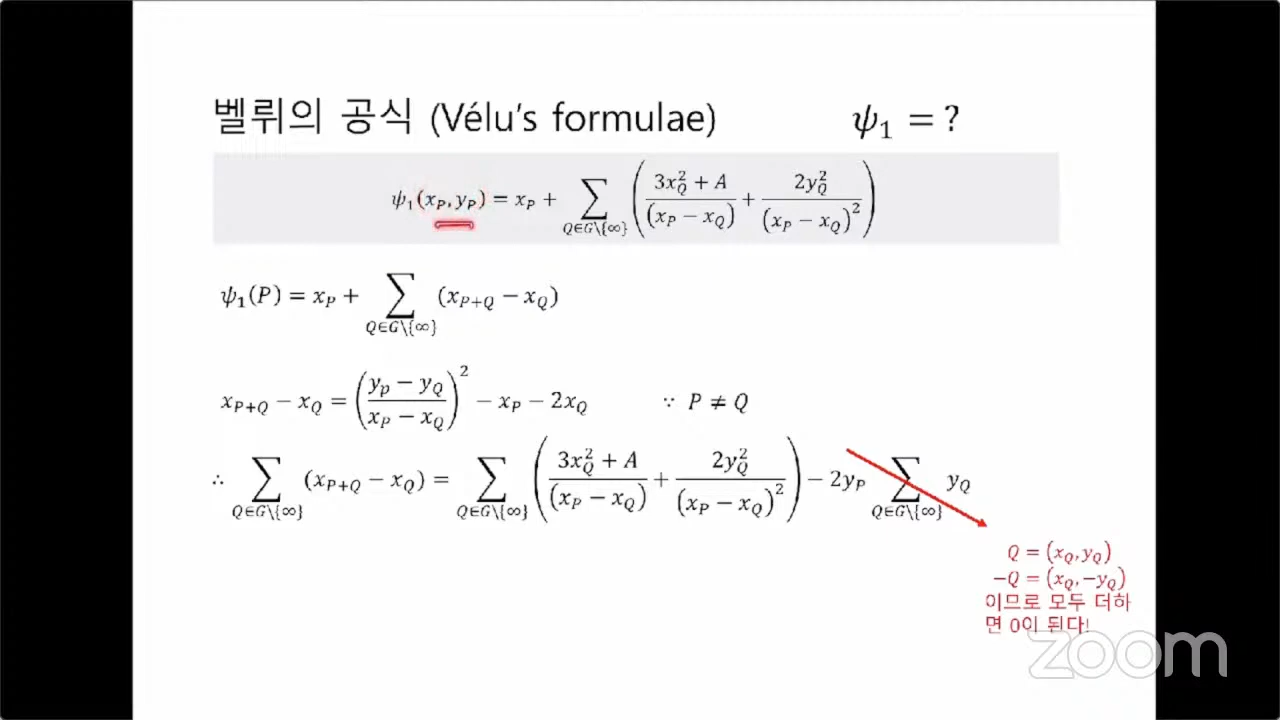 벨뤼의 공식 (Vélu's formulae) ψ₁ = ?
ψ₁(x_P, y_P) = x_P + ∑_{Q∈G\{∞}} ( (3x_Q² + A)/(x_P − x_Q) + 2y_Q²/(x_P − x_Q)² )
ψ₁(P) = x_P + ∑_{Q∈G\{∞}} (x_{P+Q} − x_Q)
x_{P+Q} − x_Q = ( (y_p − y_Q)/(x_P − x_Q) )² − x_P − 2x_Q ∵ P ≠ Q
∴ ∑_{Q∈G\{∞}} (x_{P+Q} − x_Q) = ∑_{Q∈G\{∞}} ( (3x_Q² + A)/(x_P − x_Q) + 2y_Q²/(x_P − x_Q)² ) − 2y_P ∑_{Q∈G\{∞}} y_Q
Q = (x_Q, y_Q)
−Q = (x_Q, −y_Q)
이므로 모두 더하
면 0이 된다!
zoom